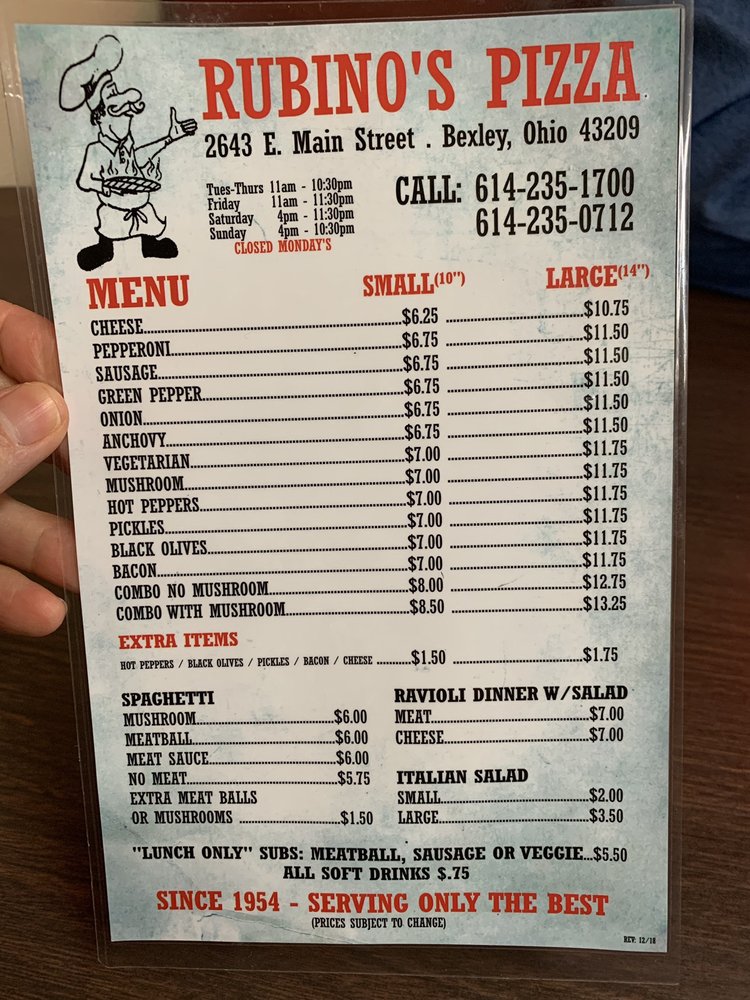 RUBINO'S PIZZA
2643 E. Main Street . Bexley, Ohio 43209
Tues-Thurs 11am - 10:30pm
Friday 11am - 11:30pm
Saturday 4pm - 11:30pm
Sunday 4pm - 10:30pm
CLOSED MONDAY'S
CALL: 614-235-1700
614-235-0712
MENU SMALL(10") LARGE(14")
CHEESE $6.25 $10.75
PEPPERONI $6.75 $11.50
SAUSAGE $6.75 $11.50
GREEN PEPPER $6.75 $11.50
ONION $6.75 $11.50
ANCHOVY $6.75 $11.50
VEGETARIAN $7.00 $11.75
MUSHROOM $7.00 $11.75
HOT PEPPERS $7.00 $11.75
PICKLES $7.00 $11.75
BLACK OLIVES $7.00 $11.75
BACON $7.00 $11.75
COMBO NO MUSHROOM $8.00 $12.75
COMBO WITH MUSHROOM $8.50 $13.25
EXTRA ITEMS
HOT PEPPERS / BLACK OLIVES / PICKLES / BACON / CHEESE $1.50 $1.75
SPAGHETTI
MUSHROOM $6.00
MEATBALL $6.00
MEAT SAUCE $6.00
NO MEAT $5.75
EXTRA MEAT BALLS
OR MUSHROOMS $1.50
RAVIOLI DINNER W/SALAD
MEAT $7.00
CHEESE $7.00
ITALIAN SALAD
SMALL $2.00
LARGE $3.50
"LUNCH ONLY" SUBS: MEATBALL, SAUSAGE OR VEGGIE...$5.50
ALL SOFT DRINKS $.75
SINCE 1954 - SERVING ONLY THE BEST
(PRICES SUBJECT TO CHANGE)
REV. 12/18